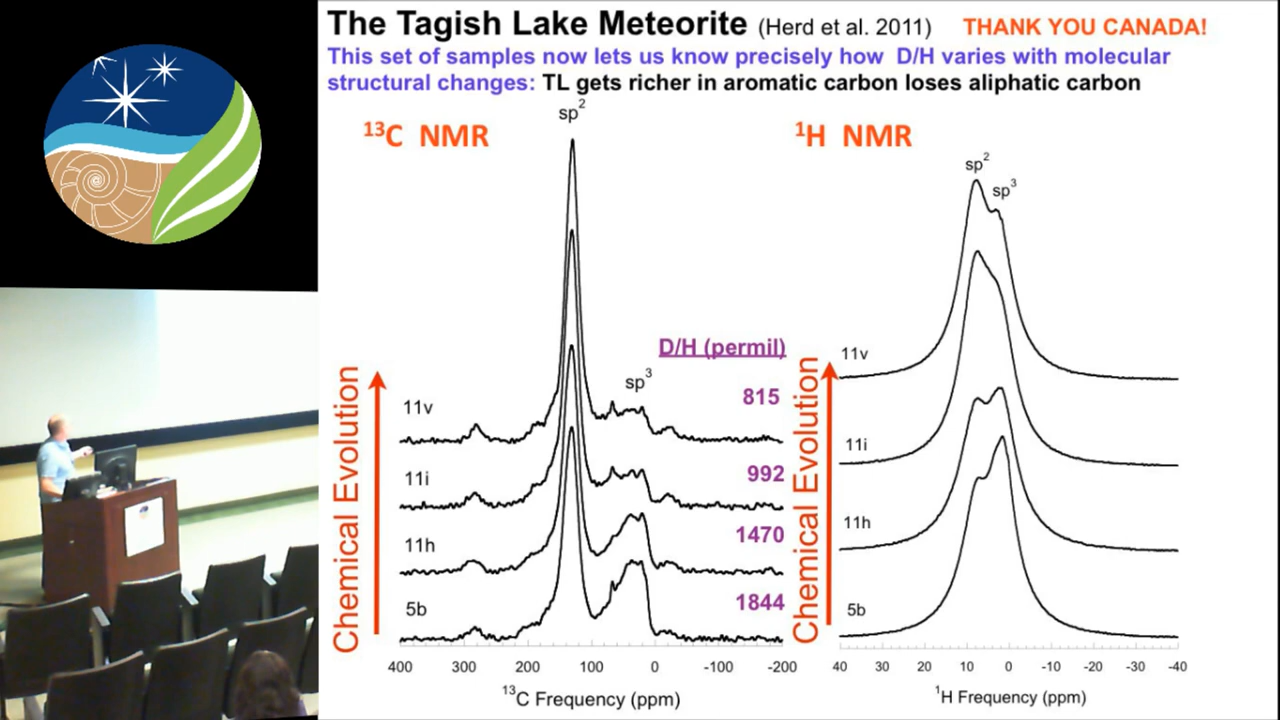 The Tagish Lake Meteorite (Herd et al. 2011) THANK YOU CANADA!
This set of samples now lets us know precisely how D/H varies with molecular
structural changes: TL gets richer in aromatic carbon loses aliphatic carbon
¹³C NMR
sp²
sp³
D/H (permil)
Chemical Evolution
11v
815
11i
992
11h
1470
5b
1844
400 300 200 100 0 -100 -200
¹³C Frequency (ppm)
¹H NMR
sp²
sp³
Chemical Evolution
11v
11i
11h
5b
40 30 20 10 0 -10 -20 -30 -40
¹H Frequency (ppm)